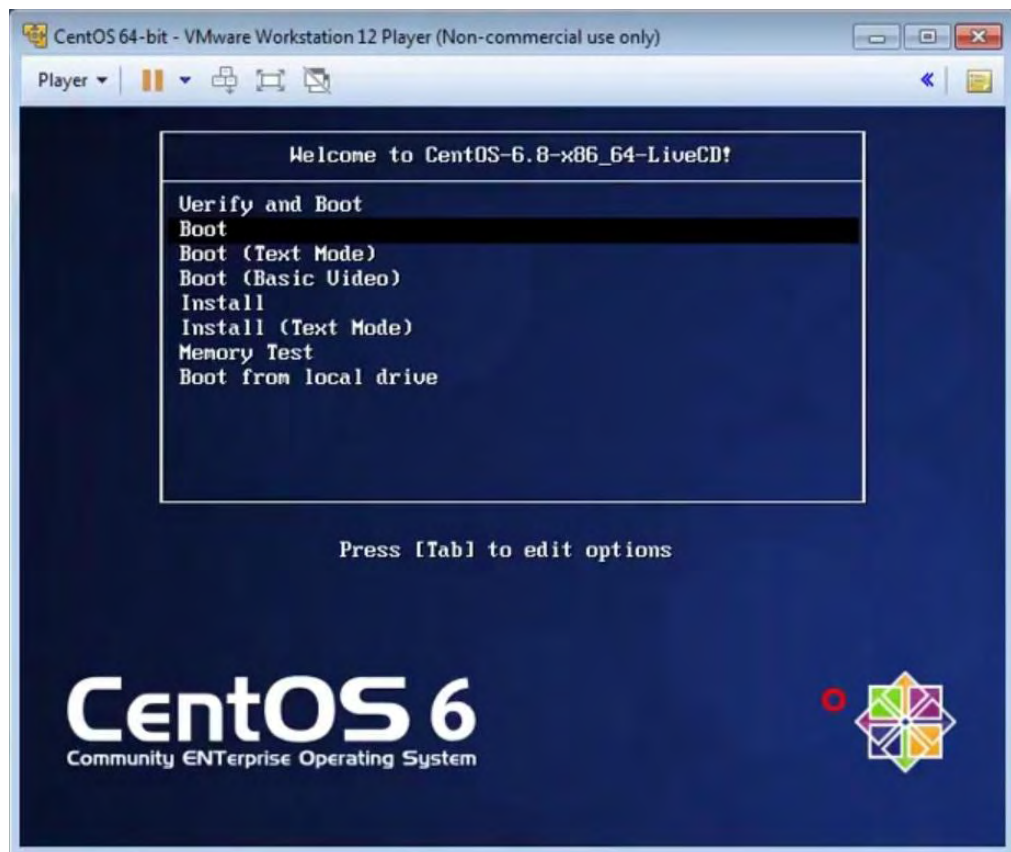 CentOS 64-bit - VMware Workstation 12 Player (Non-commercial use only)
Player
Welcome to CentOS-6.8-x86_64-LiveCD!
Verify and Boot
Boot
Boot (Text Mode)
Boot (Basic Video)
Install
Install (Text Mode)
Memory Test
Boot from local drive
Press [Tab] to edit options
CentOS 6
Community ENTerprise Operating System